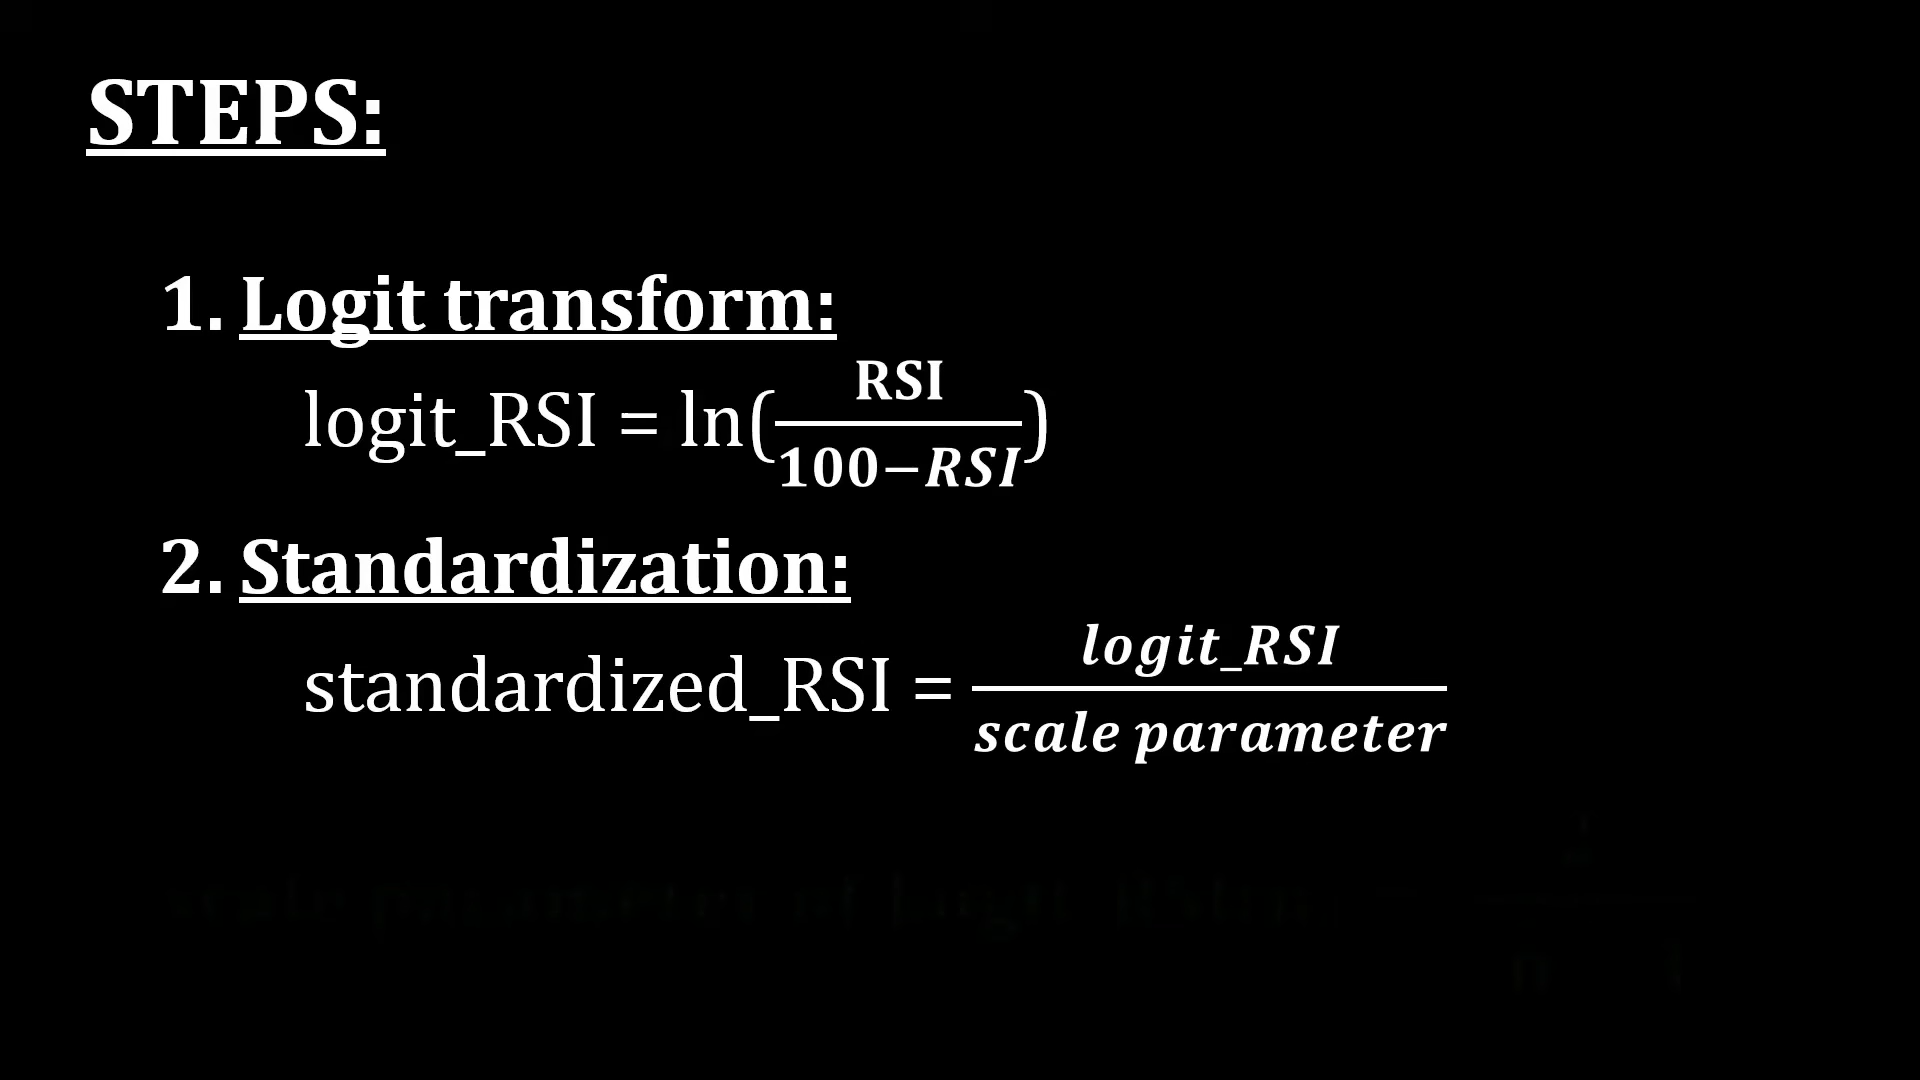 STEPS:
1. Logit transform:
logit_RSI = ln(RSI/100−RSI)
2. Standardization:
standardized_RSI = logit_RSI/scale parameter